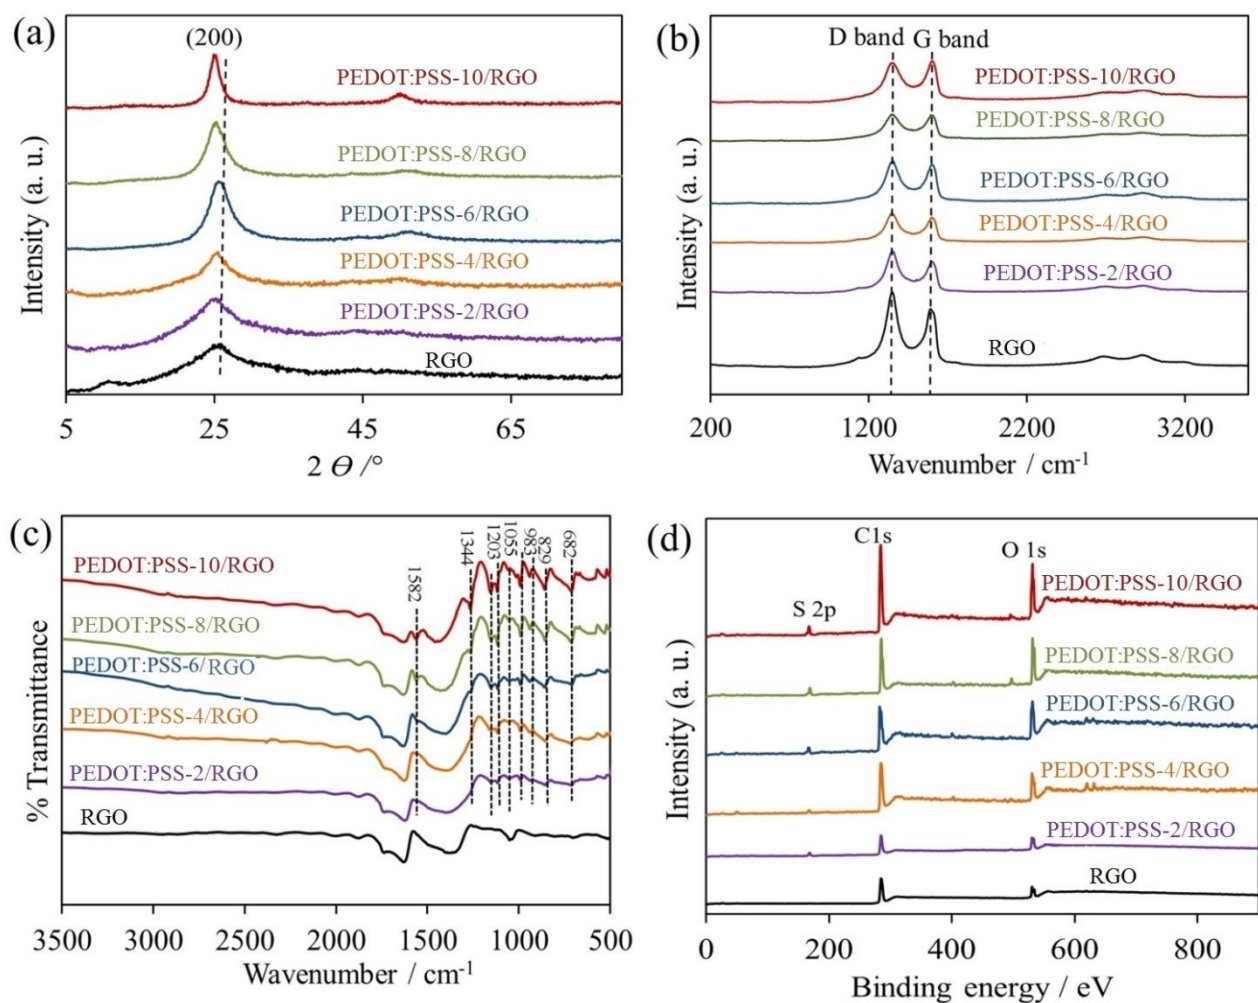 (a)
(200)
PEDOT:PSS-10/RGO
PEDOT:PSS-8/RGO
PEDOT:PSS-6/RGO
PEDOT:PSS-4/RGO
PEDOT:PSS-2/RGO
RGO
Intensity (a. u.)
5 25 45 65
2 ϴ /°
(b)
D band G band
PEDOT:PSS-10/RGO
PEDOT:PSS-8/RGO
PEDOT:PSS-6/RGO
PEDOT:PSS-4/RGO
PEDOT:PSS-2/RGO
RGO
Intensity (a. u.)
200 1200 2200 3200
Wavenumber / cm⁻¹
(c)
1582
1344
1203
1055
983
829
682
PEDOT:PSS-10/RGO
PEDOT:PSS-8/RGO
PEDOT:PSS-6/RGO
PEDOT:PSS-4/RGO
PEDOT:PSS-2/RGO
RGO
% Transmittance
3500 3000 2500 2000 1500 1000 500
Wavenumber / cm⁻¹
(d)
C1s
O 1s
S 2p
PEDOT:PSS-10/RGO
PEDOT:PSS-8/RGO
PEDOT:PSS-6/RGO
PEDOT:PSS-4/RGO
PEDOT:PSS-2/RGO
RGO
Intensity (a. u.)
0 200 400 600 800
Binding energy / eV